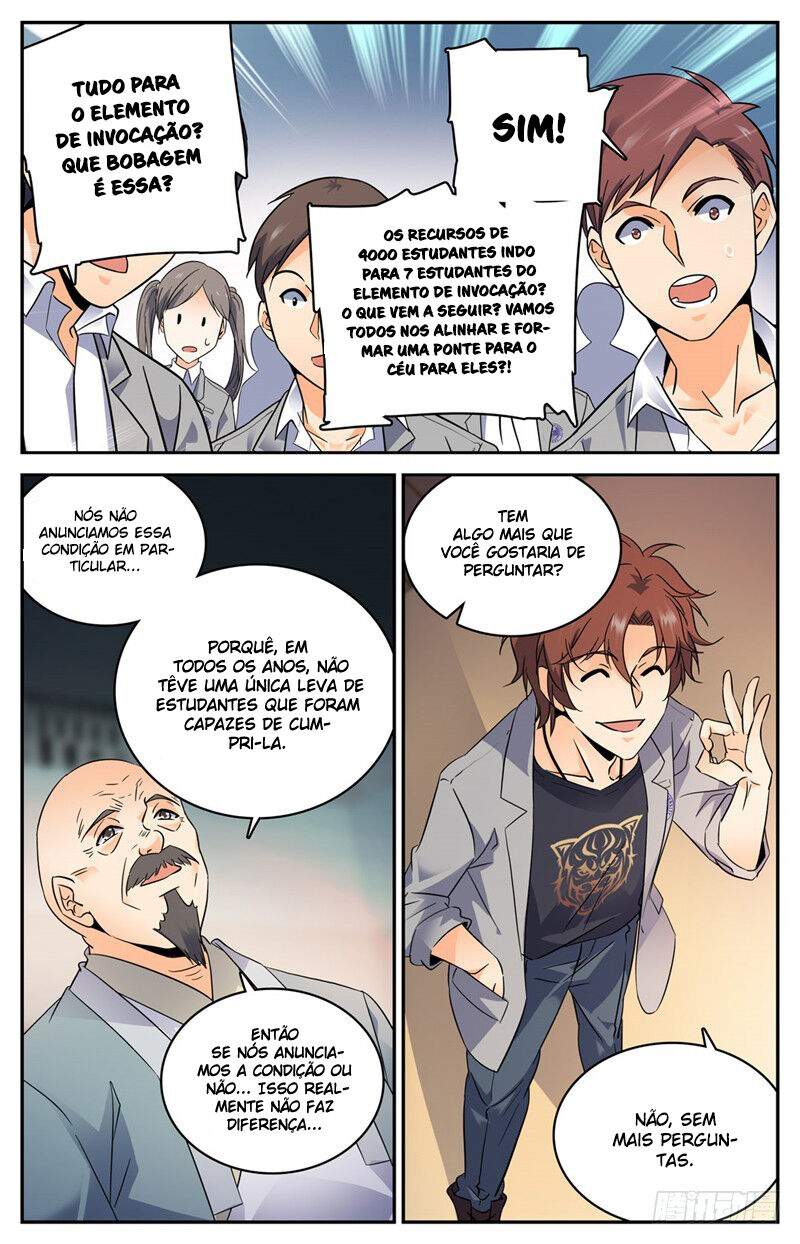 TUDO PARA
O ELEMENTO
DE INVOCAÇÃO?
QUE BOBAGEM
É ESSA?
SIM!
OS RECURSOS DE
4000 ESTUDANTES INDO
PARA 7 ESTUDANTES DO
ELEMENTO DE INVOCAÇÃO?
O QUE VEM A SEGUIR? VAMOS
TODOS NOS ALINHAR E FOR-
MAR UMA PONTE PARA O
CÉU PARA ELES?!
NÓS NÃO
ANUNCIAMOS ESSA
CONDIÇÃO EM PAR-
TICULAR...
PORQUÊ, EM
TODOS OS ANOS, NÃO
TÊVE UMA ÚNICA LEVA DE
ESTUDANTES QUE FORAM
CAPAZES DE CUM-
PRI-LA.
ENTÃO
SE NÓS ANUNCIA-
MOS A CONDIÇÃO OU
NÃO... ISSO REAL-
MENTE NÃO FAZ
DIFERENÇA...
TEM
ALGO MAIS QUE
VOCÊ GOSTARIA DE
PERGUNTAR?
NÃO, SEM
MAIS PERGUN-
TAS.
腾讯动漫